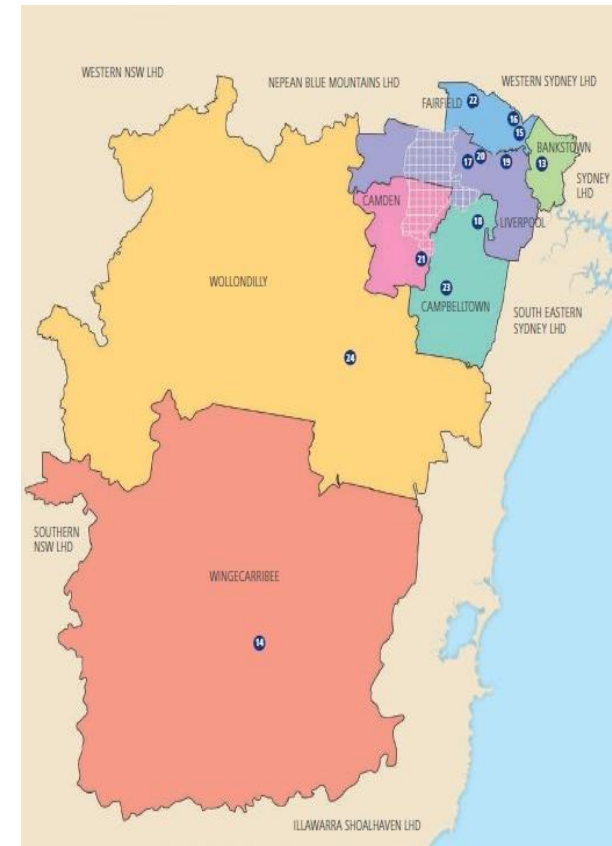 WESTERN NSW LHD
NEPEAN BLUE MOUNTAINS LHD
WESTERN SYDNEY LHD
FAIRFIELD
22
16
15
BANKSTOWN
17
20
19
13
SYDNEY
LHD
CAMDEN
18
LIVERPOOL
21
WOLLONDILLY
23
CAMPBELLTOWN
SOUTH EASTERN
SYDNEY LHD
24
SOUTHERN
NSW LHD
WINGECARRIBEE
14
ILLAWARRA SHOALHAVEN LHD